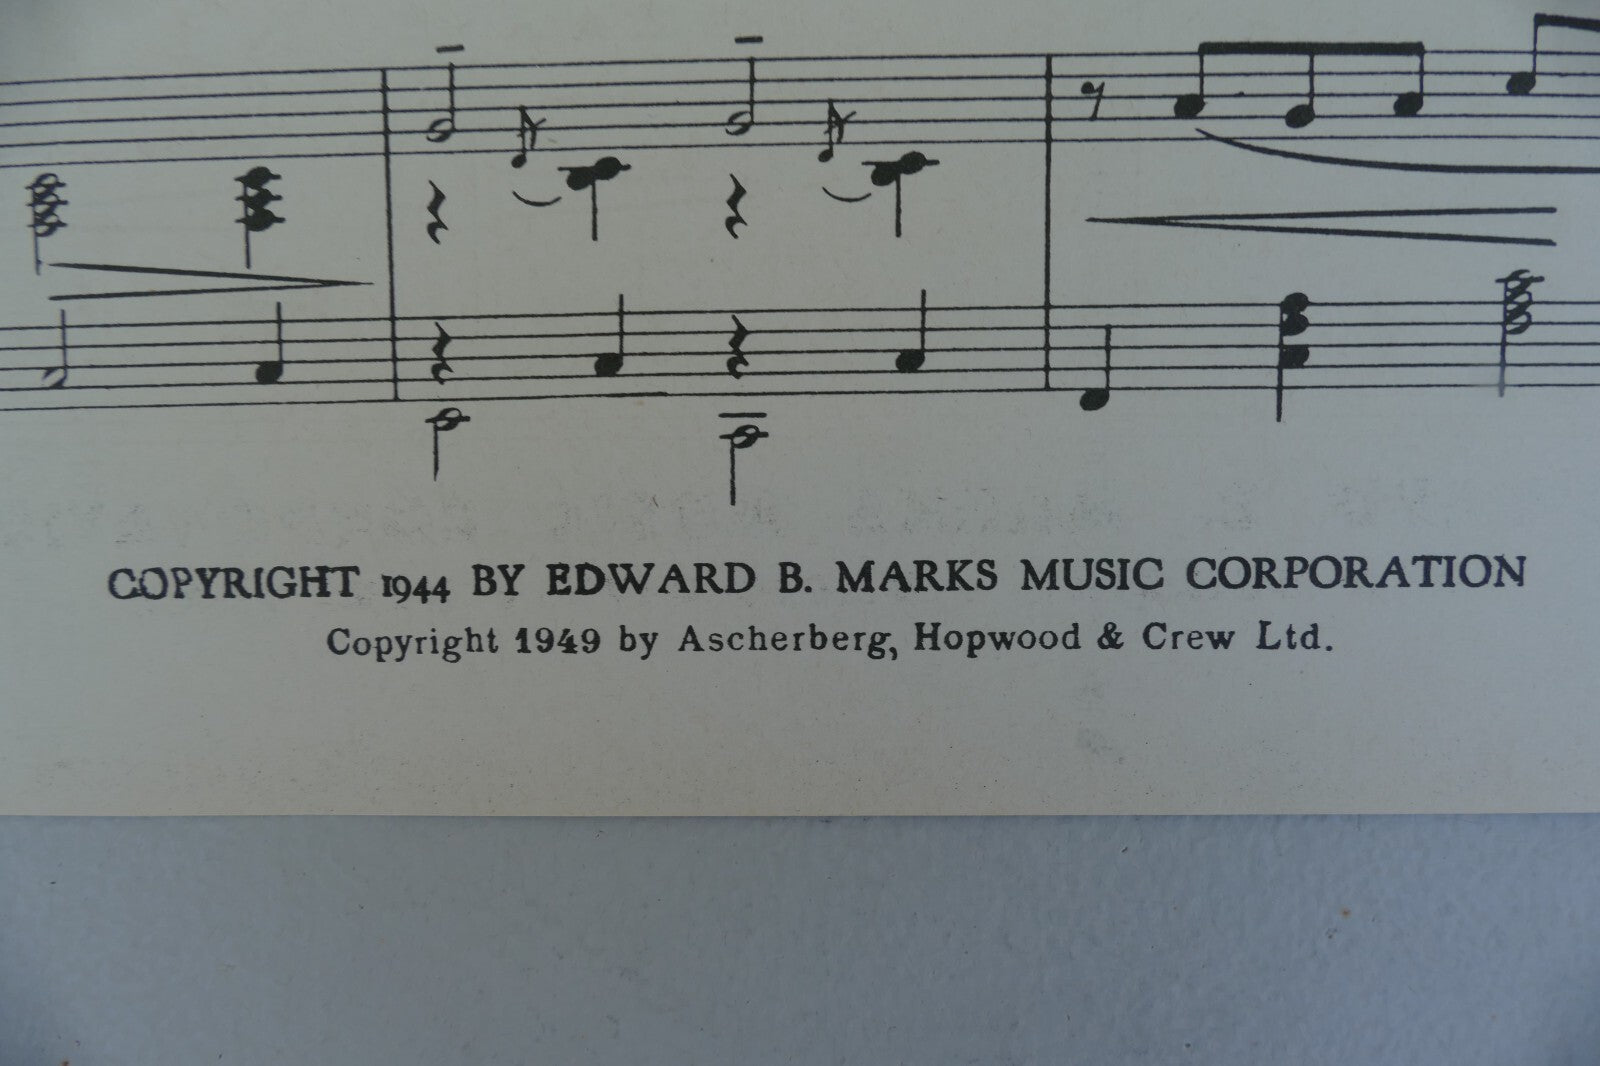 COPYRIGHT 1944 BY EDWARD B. MARKS MUSIC CORPORATION
Copyright 1949 by Ascherberg, Hopwood & Crew Ltd.